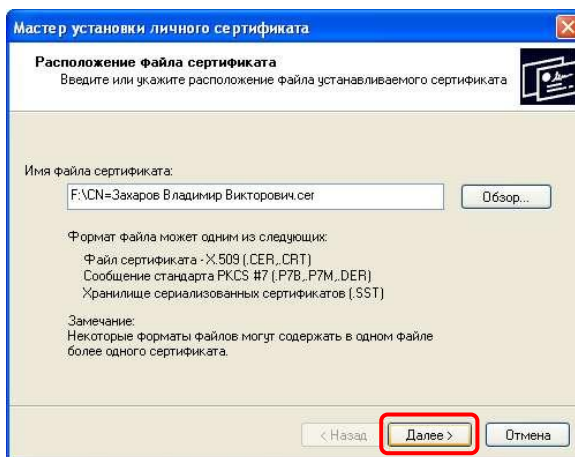 Мастер установки личного сертификата
Расположение файла сертификата
Введите или укажите расположение файла устанавливаемого сертификата
Имя файла сертификата:
F:\CN=Захаров Владимир Викторович.cer
Обзор...
Формат файла может одним из следующих:
Файл сертификата - X.509 (.CER,.CRT)
Сообщение стандарта PKCS #7 (.P7B,.P7M,.DER)
Хранилище сериализованных сертификатов (.SST)
Замечание:
Некоторые форматы файлов могут содержать в одном файле
более одного сертификата.
< Назад Далее > Отмена